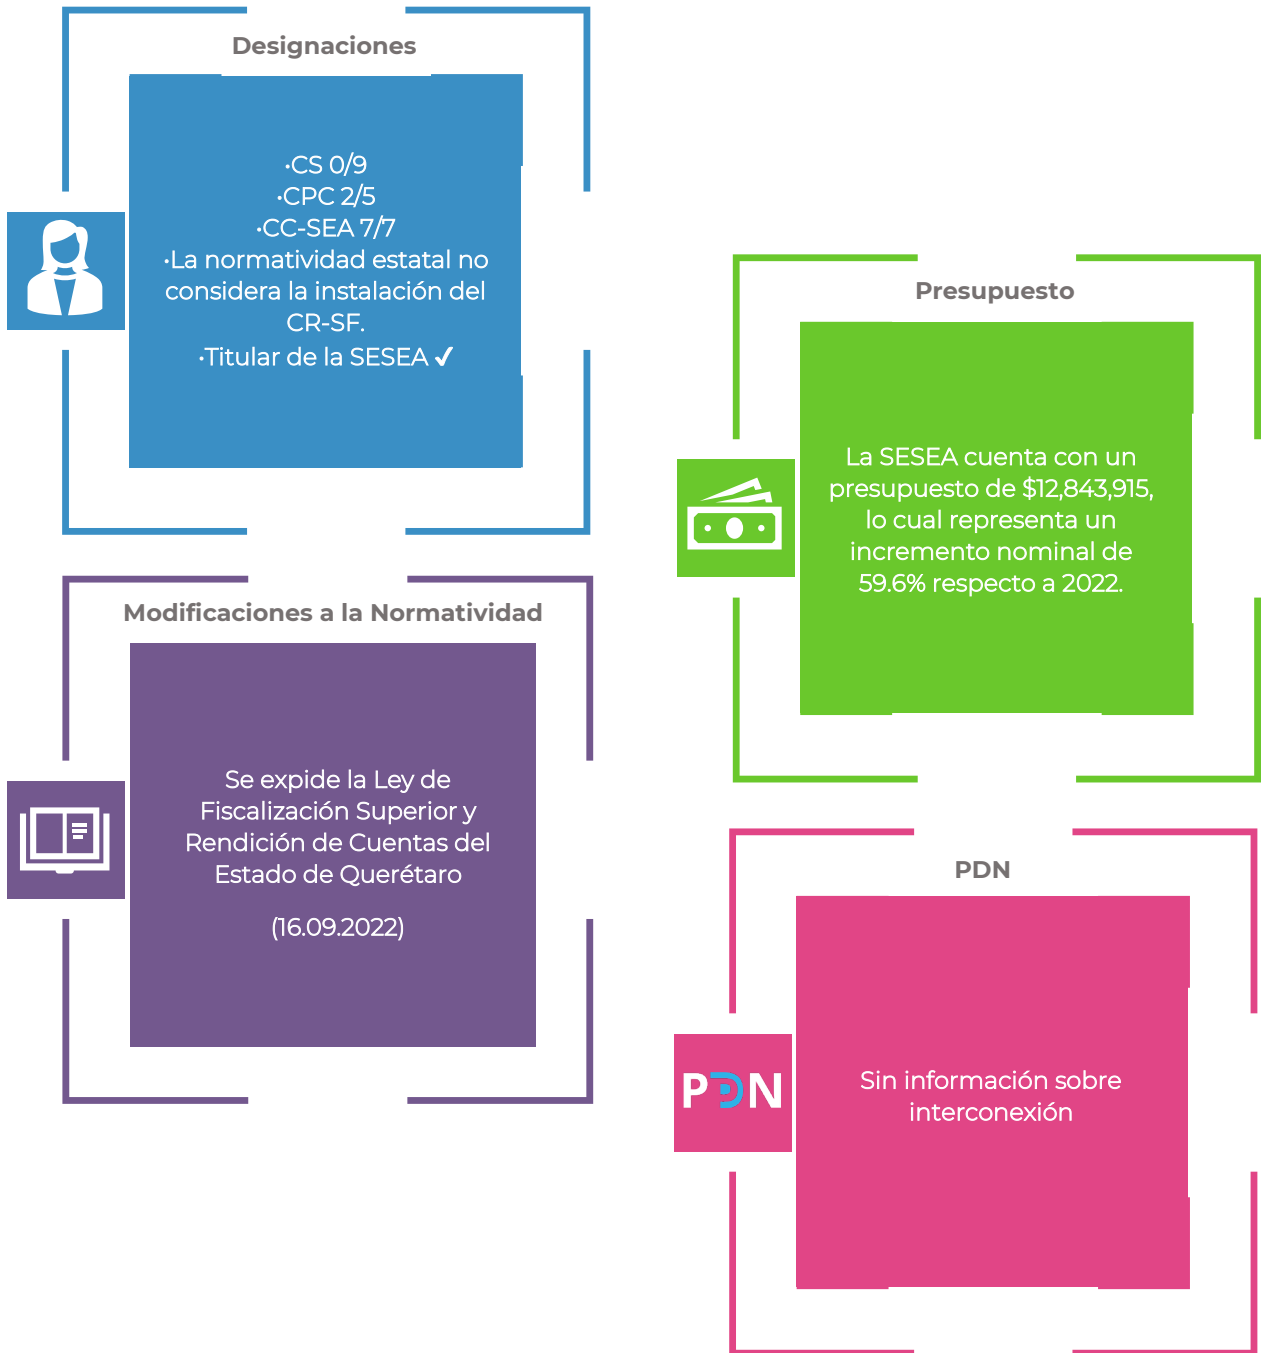 Designaciones
•CS 0/9
•CPC 2/5
•CC-SEA 7/7
•La normatividad estatal no
considera la instalación del
CR-SF.
•Titular de la SESEA ✔
Modificaciones a la Normatividad
Se expide la Ley de
Fiscalización Superior y
Rendición de Cuentas del
Estado de Querétaro
(16.09.2022)
Presupuesto
La SESEA cuenta con un
presupuesto de $12,843,915,
lo cual representa un
incremento nominal de
59.6% respecto a 2022.
PDN
PDN
Sin información sobre
interconexión